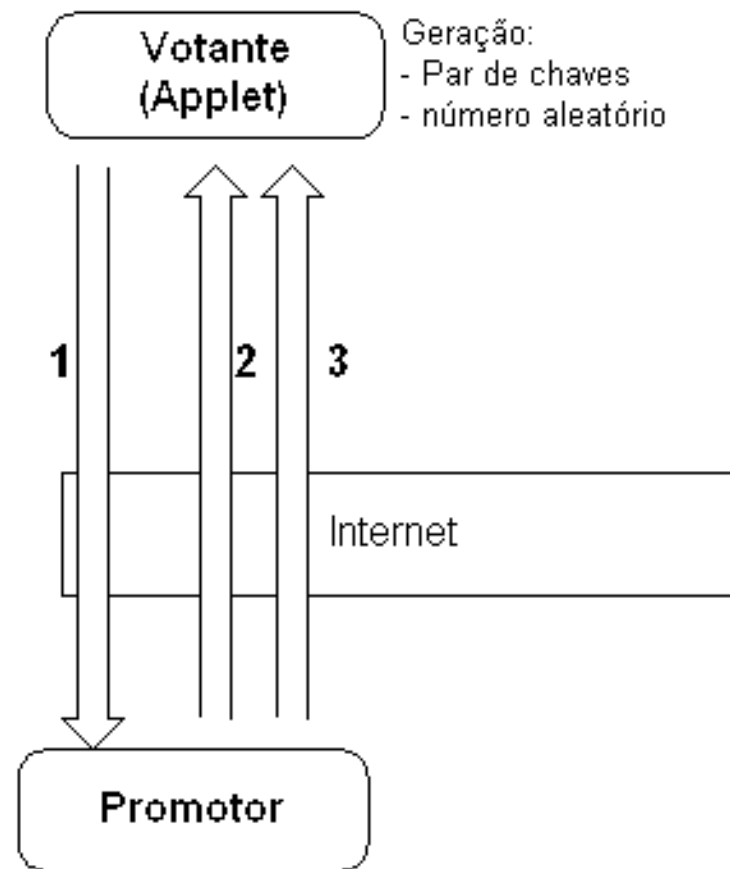 Votante
(Applet)
Geração:
- Par de chaves
- número aleatório
1
2
3
Internet
Promotor